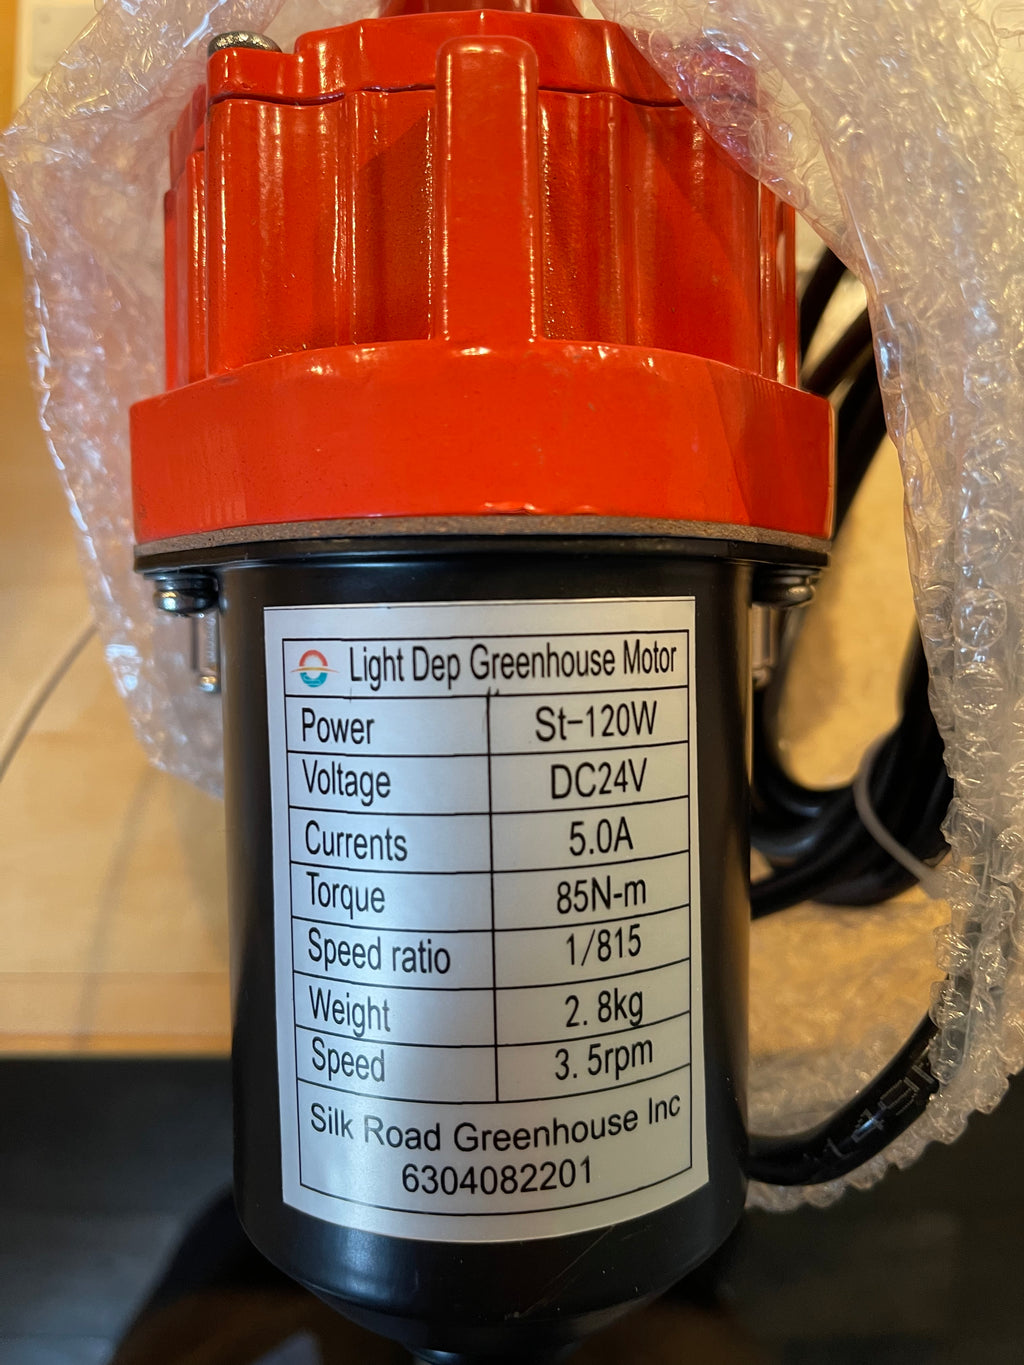 Light Dep Greenhouse Motor
Power St-120W
Voltage DC24V
Currents 5.0A
Torque 85N-m
Speed ratio 1/815
Weight 2.8kg
Speed 3.5rpm
Silk Road Greenhouse Inc
6304082201